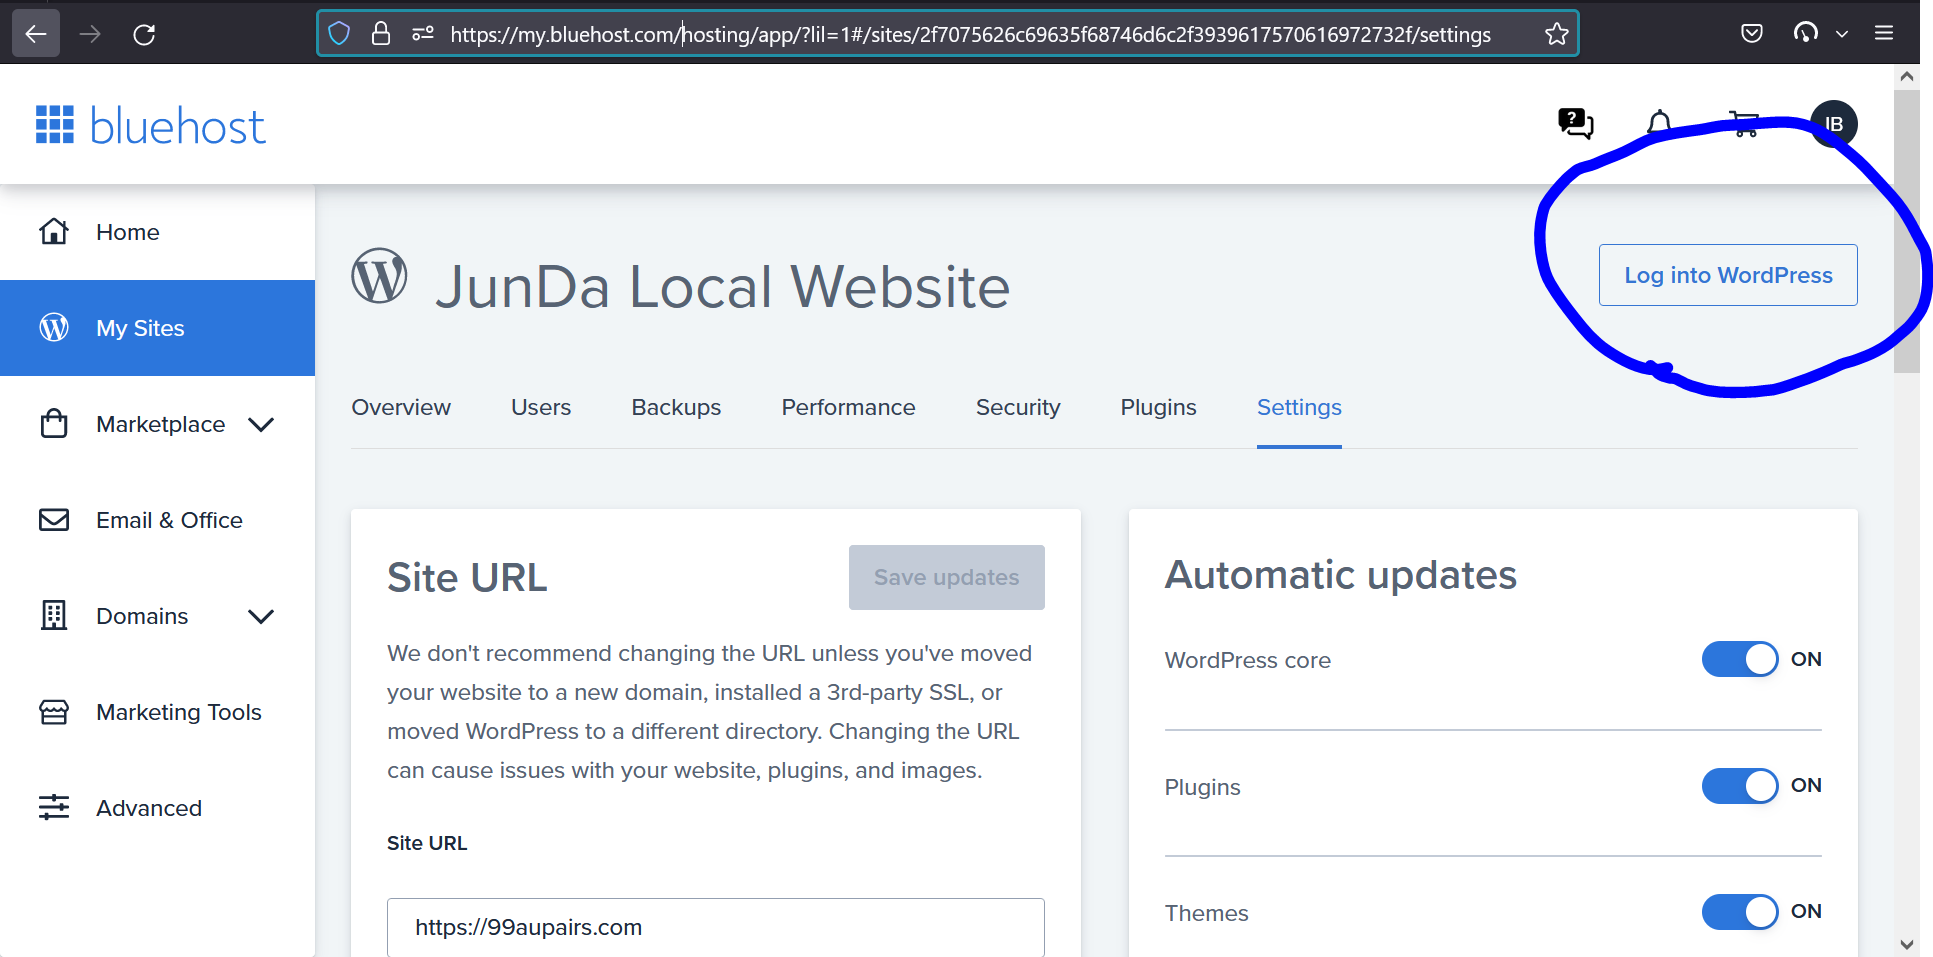 https://my.bluehost.com/hosting/app/?lil=1#/sites/2f7075626c69635f68746d6c2f3939617570616972732f/settings
bluehost
?
IB
Home
My Sites
Marketplace
Email & Office
Domains
Marketing Tools
Advanced
JunDa Local Website
Log into WordPress
Overview Users Backups Performance Security Plugins Settings
Site URL
Save updates
We don't recommend changing the URL unless you've moved
your website to a new domain, installed a 3rd-party SSL, or
moved WordPress to a different directory. Changing the URL
can cause issues with your website, plugins, and images.
Site URL
https://99aupairs.com
Automatic updates
WordPress core ON
Plugins ON
Themes ON